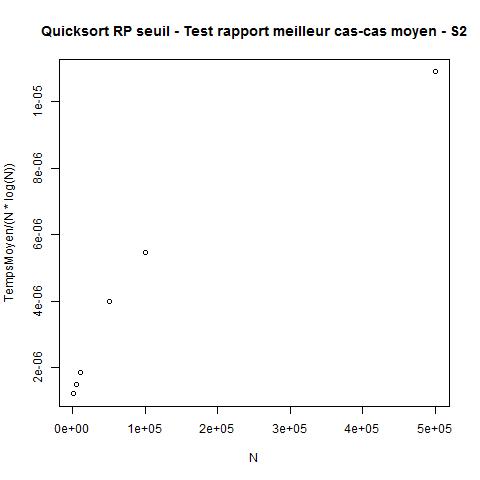 Quicksort RP seuil - Test rapport meilleur cas-cas moyen - S2
TempsMoyen/(N * log(N))
1e-05
8e-06
6e-06
4e-06
2e-06
0e+00 1e+05 2e+05 3e+05 4e+05 5e+05
N